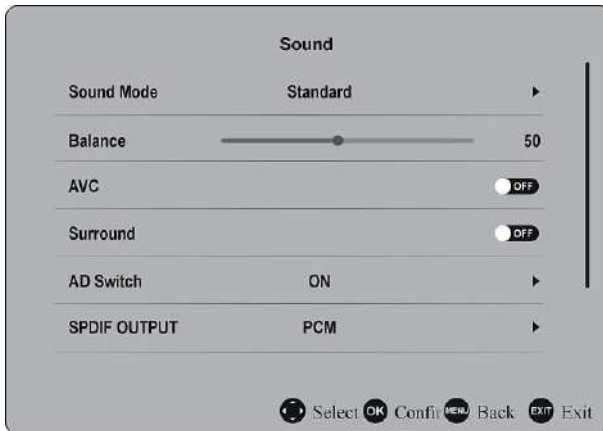 Sound
Sound Mode Standard
Balance 50
AVC OFF
Surround OFF
AD Switch ON
SPDIF OUTPUT PCM
Select OK Confir MENU Back EXIT Exit